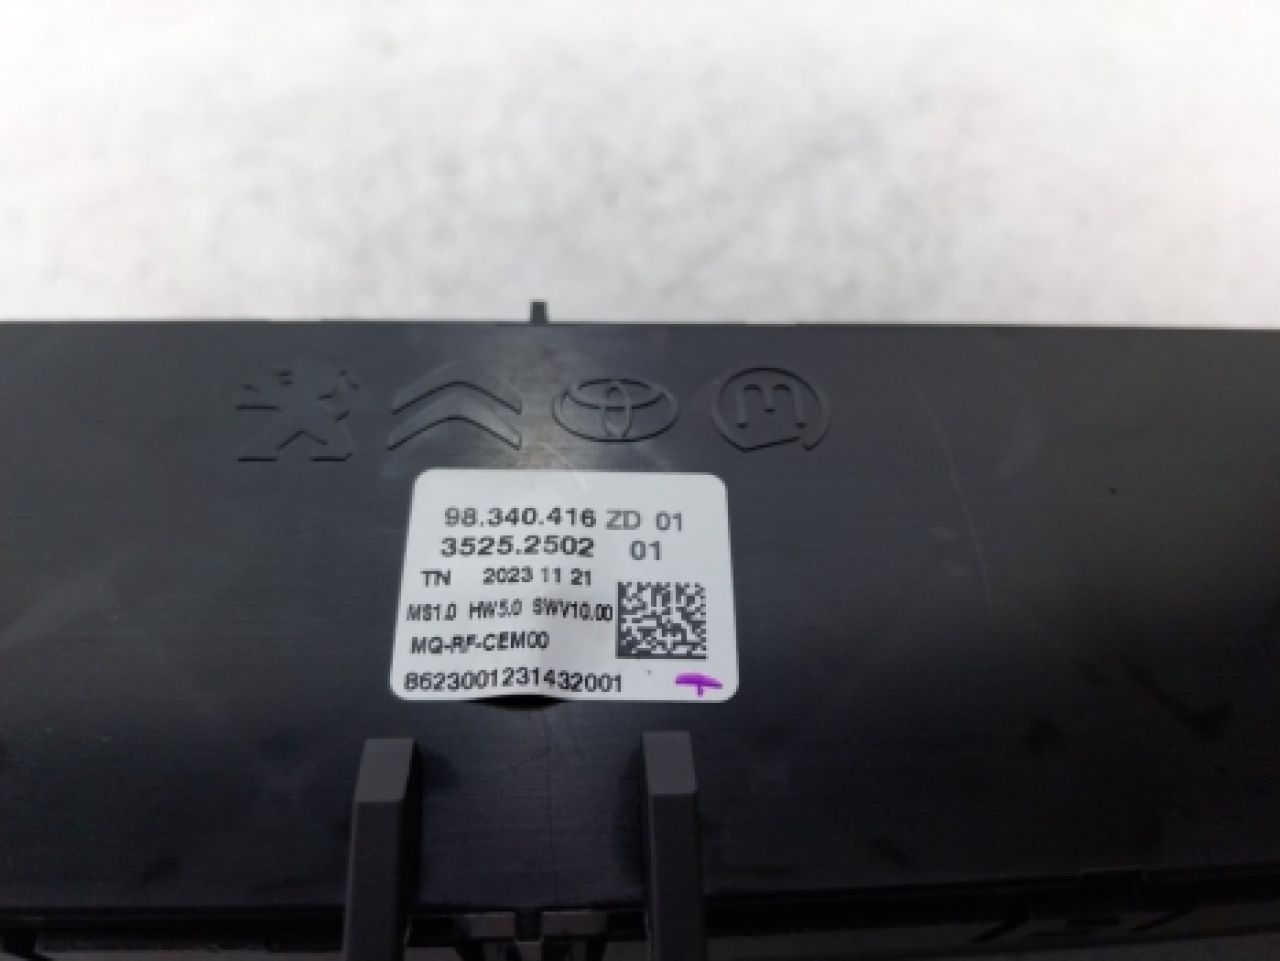 98.340.416 ZD 01
3525.2502 01
TN 2023 11 21
MS1.0 HW5.0 SWV10.00
MQ-RF-CEM00
8623001231432001